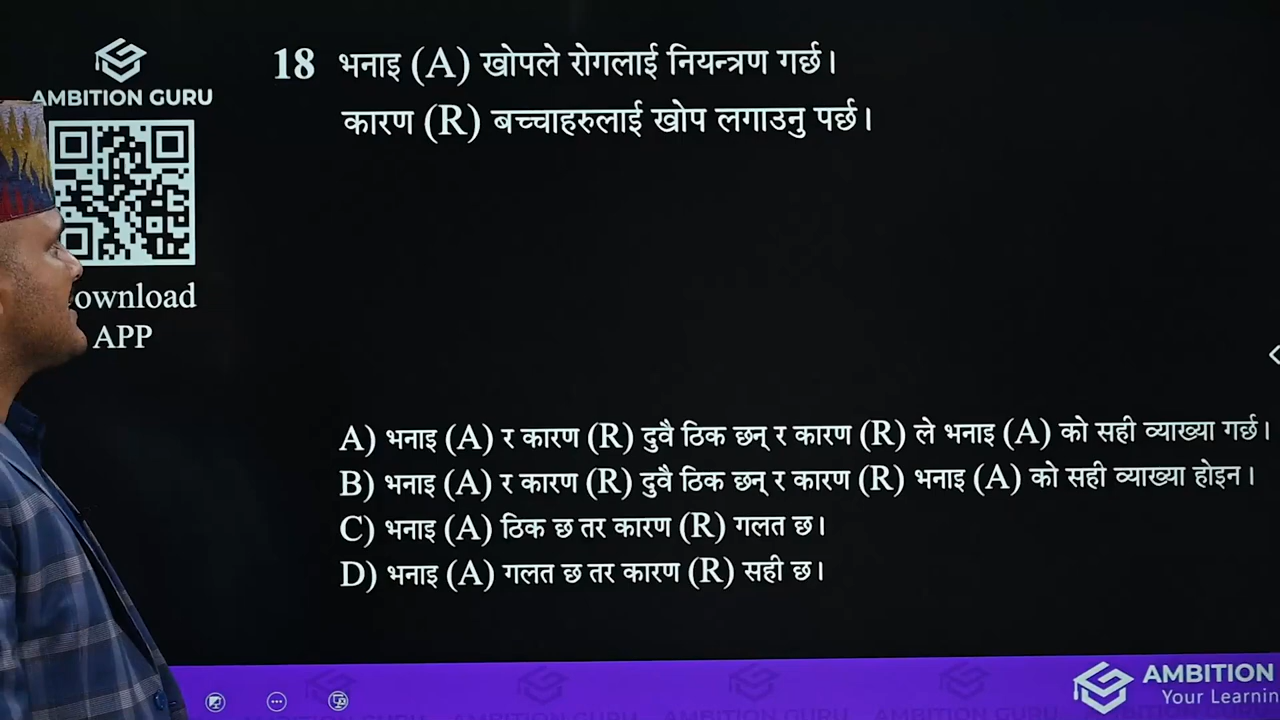 AMBITION GURU
18 भनाइ (A) खोपले रोगलाई नियन्त्रण गर्छ।
कारण (R) बच्चाहरुलाई खोप लगाउनु पर्छ।
ownload
APP
A) भनाइ (A) र कारण (R) दुवै ठिक छन् र कारण (R) ले भनाइ (A) को सही व्याख्या गर्छ।
B) भनाइ (A) र कारण (R) दुवै ठिक छन् र कारण (R) भनाइ (A) को सही व्याख्या होइन।
C) भनाइ (A) ठिक छ तर कारण (R) गलत छ।
D) भनाइ (A) गलत छ तर कारण (R) सही छ।
AMBITION
Your Learnin